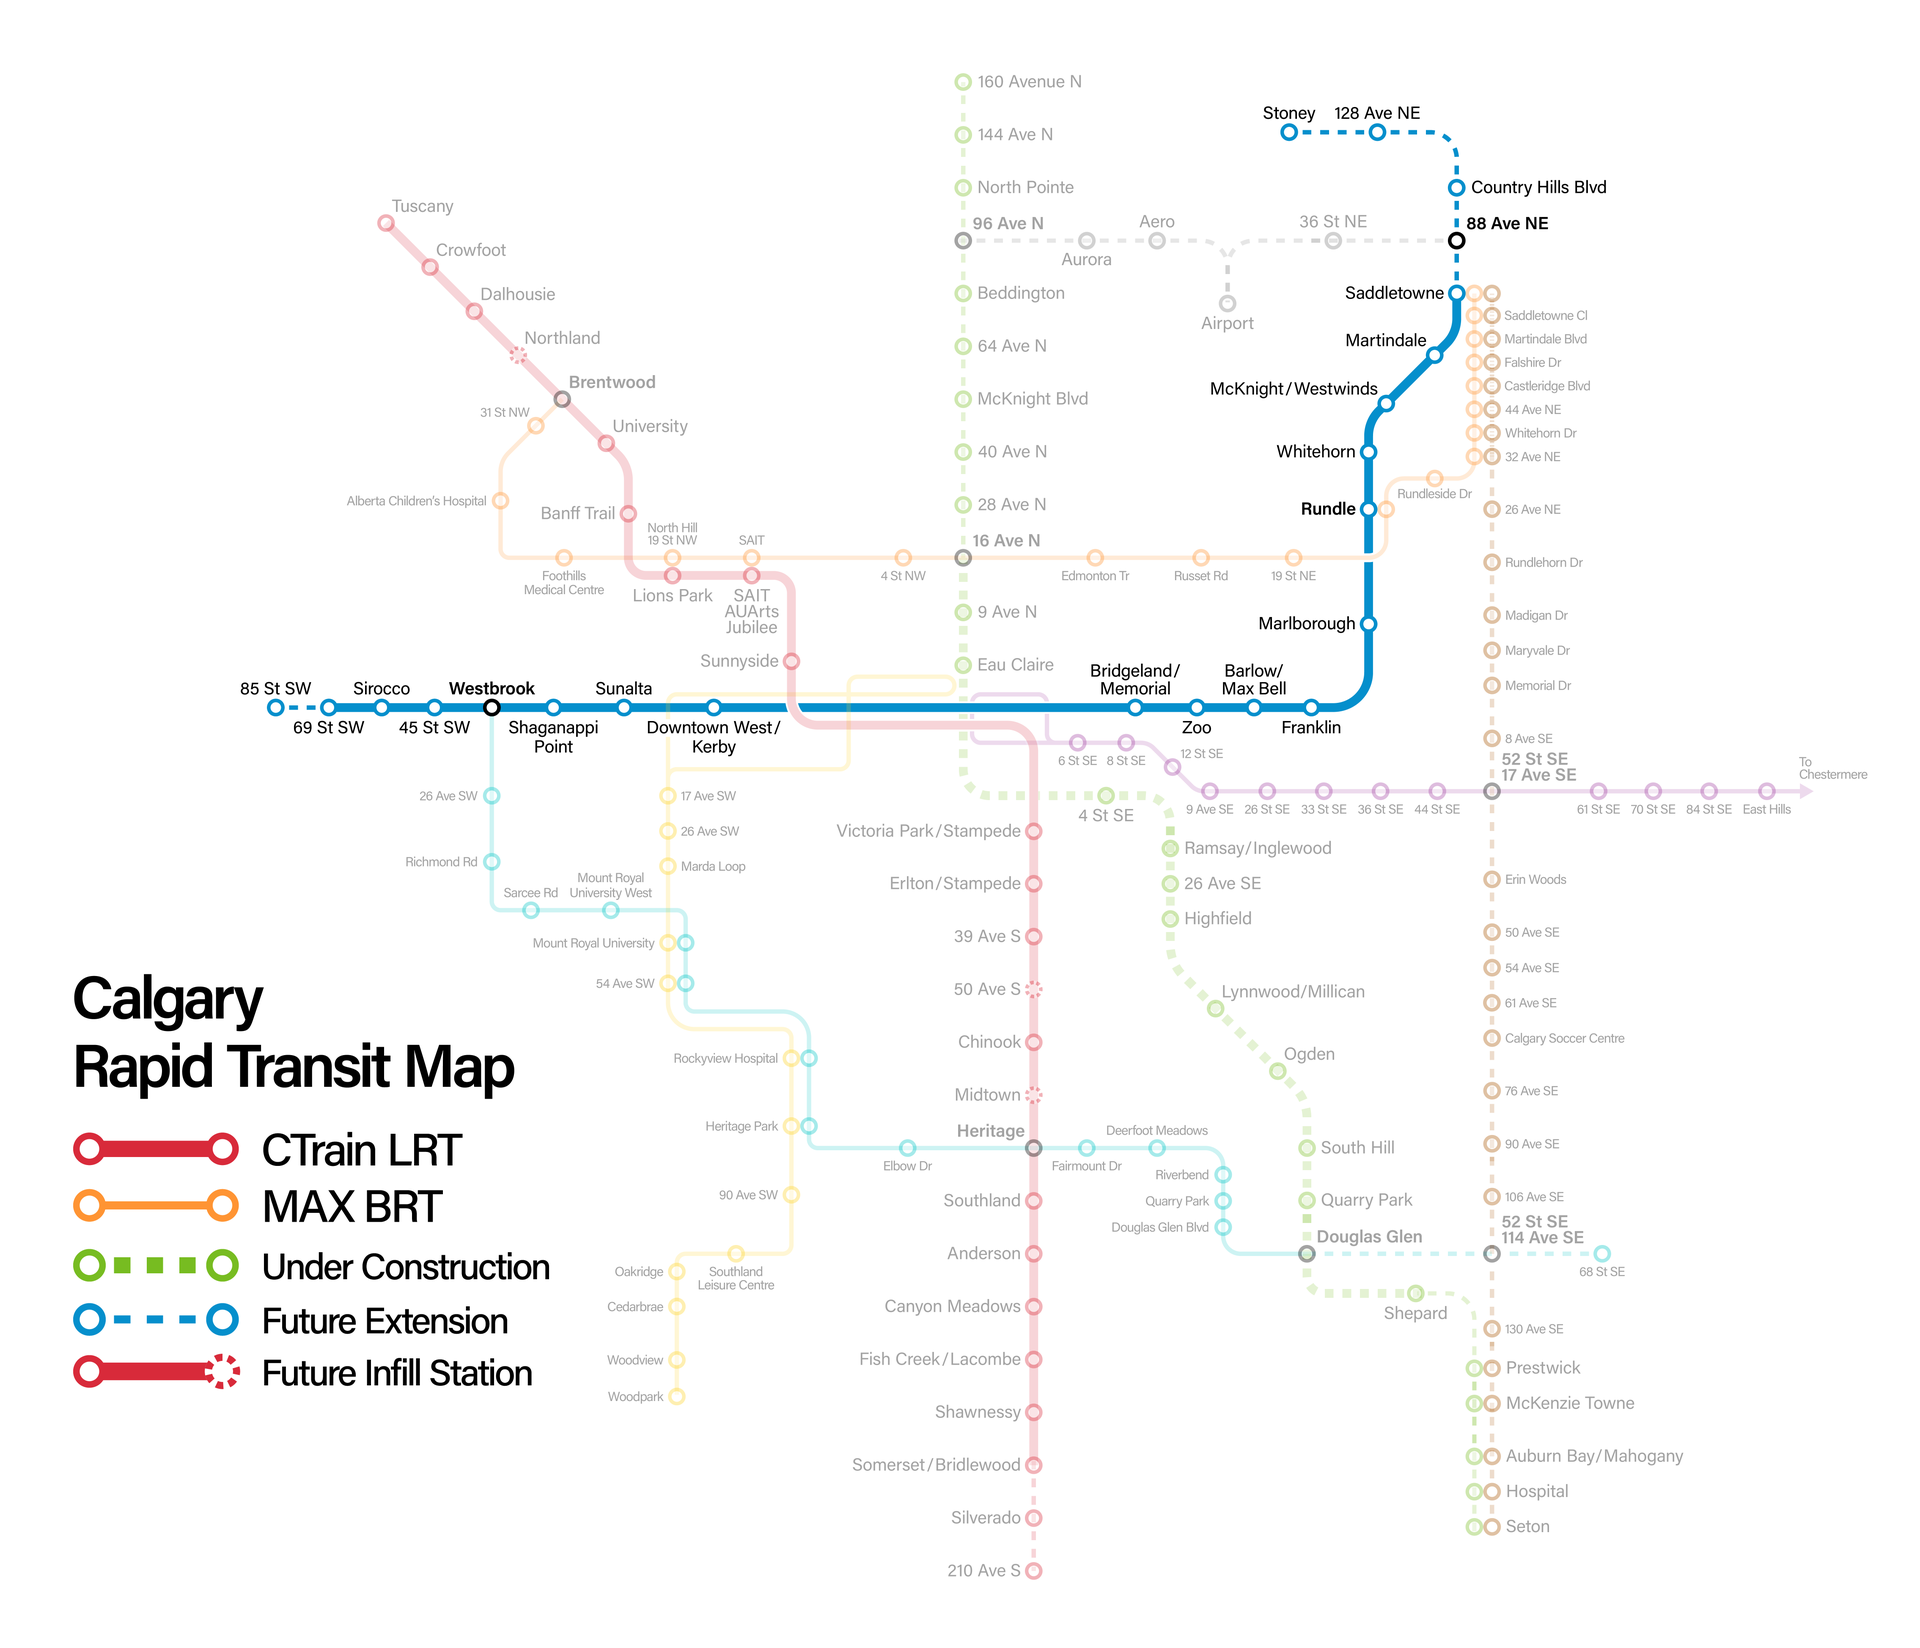 160 Avenue N
144 Ave N
North Pointe
96 Ave N
Aurora
Aero
Airport
36 St NE
Stoney
128 Ave NE
Country Hills Blvd
88 Ave NE
Tuscany
Crowfoot
Dalhousie
Northland
Brentwood
University
Banff Trail
31 St NW
Alberta Children's Hospital
Foothills
Medical Centre
North Hill
19 St NW
Lions Park
SAIT
SAIT
AUArts
Jubilee
Sunnyside
4 St NW
Beddington
64 Ave N
McKnight Blvd
40 Ave N
28 Ave N
16 Ave N
9 Ave N
Eau Claire
Edmonton Tr
Russet Rd
19 St NE
Saddletowne
Martindale
McKnight/Westwinds
Whitehorn
Rundle
Rundleside Dr
Marlborough
Saddletowne Cl
Martindale Blvd
Falshire Dr
Castleridge Blvd
44 Ave NE
Whitehorn Dr
32 Ave NE
26 Ave NE
Rundlehorn Dr
Madigan Dr
Maryvale Dr
Memorial Dr
8 Ave SE
52 St SE
17 Ave SE
85 St SW
69 St SW
Sirocco
45 St SW
Westbrook
Shaganappi
Point
Sunalta
Downtown West/
Kerby
Bridgeland/
Memorial
Zoo
Barlow/
Max Bell
Franklin
6 St SE
8 St SE
12 St SE
9 Ave SE
26 St SE
33 St SE
36 St SE
44 St SE
61 St SE
70 St SE
84 St SE
East Hills
To
Chestermere
26 Ave SW
Richmond Rd
Sarcee Rd
Mount Royal
University West
17 Ave SW
26 Ave SW
Marda Loop
Mount Royal University
54 Ave SW
Rockyview Hospital
Heritage Park
90 Ave SW
Southland
Leisure Centre
Oakridge
Cedarbrae
Woodview
Woodpark
Elbow Dr
Victoria Park/Stampede
Erlton/Stampede
39 Ave S
50 Ave S
Chinook
Midtown
Heritage
Southland
Anderson
Canyon Meadows
Fish Creek/Lacombe
Shawnessy
Somerset/Bridlewood
Silverado
210 Ave S
Fairmount Dr
Deerfoot Meadows
Riverbend
Quarry Park
Douglas Glen Blvd
4 St SE
Ramsay/Inglewood
26 Ave SE
Highfield
Lynnwood/Millican
Ogden
South Hill
Quarry Park
Douglas Glen
Shepard
Erin Woods
50 Ave SE
54 Ave SE
61 Ave SE
Calgary Soccer Centre
76 Ave SE
90 Ave SE
106 Ave SE
52 St SE
114 Ave SE
68 St SE
130 Ave SE
Prestwick
McKenzie Towne
Auburn Bay/Mahogany
Hospital
Seton
Calgary
Rapid Transit Map
CTrain LRT
MAX BRT
Under Construction
Future Extension
Future Infill Station